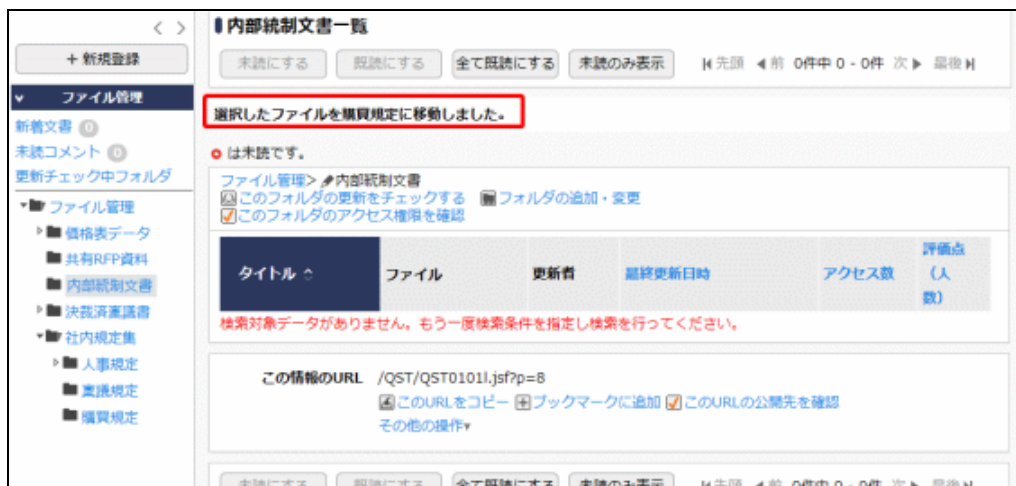 < >
+ 新規登録
ファイル管理
新着文書 0
未読コメント 0
更新チェック中フォルダ
ファイル管理
価格表データ
共有RFP資料
内部統制文書
決裁済稟議書
社内規定集
人事規定
稟議規定
購買規定
内部統制文書一覧
未読にする 既読にする 全て既読にする 未読のみ表示 先頭 前 0件中 0 - 0件 次 最後
選択したファイルを購買規定に移動しました。
は未読です。
ファイル管理> 内部統制文書
このフォルダの更新をチェックする フォルダの追加・変更
このフォルダのアクセス権限を確認
タイトル ファイル 更新者 最終更新日時 アクセス数 評価点
（人
数）
検索対象データがありません。もう一度検索条件を指定し検索を行ってください。
この情報のURL /QST/QST0101l.jsf?p=8
このURLをコピー ブックマークに追加 このURLの公開先を確認
その他の操作▾
未読にする 既読にする 全て既読にする 未読のみ表示 先頭 前 0件中 0 - 0件 次 最後